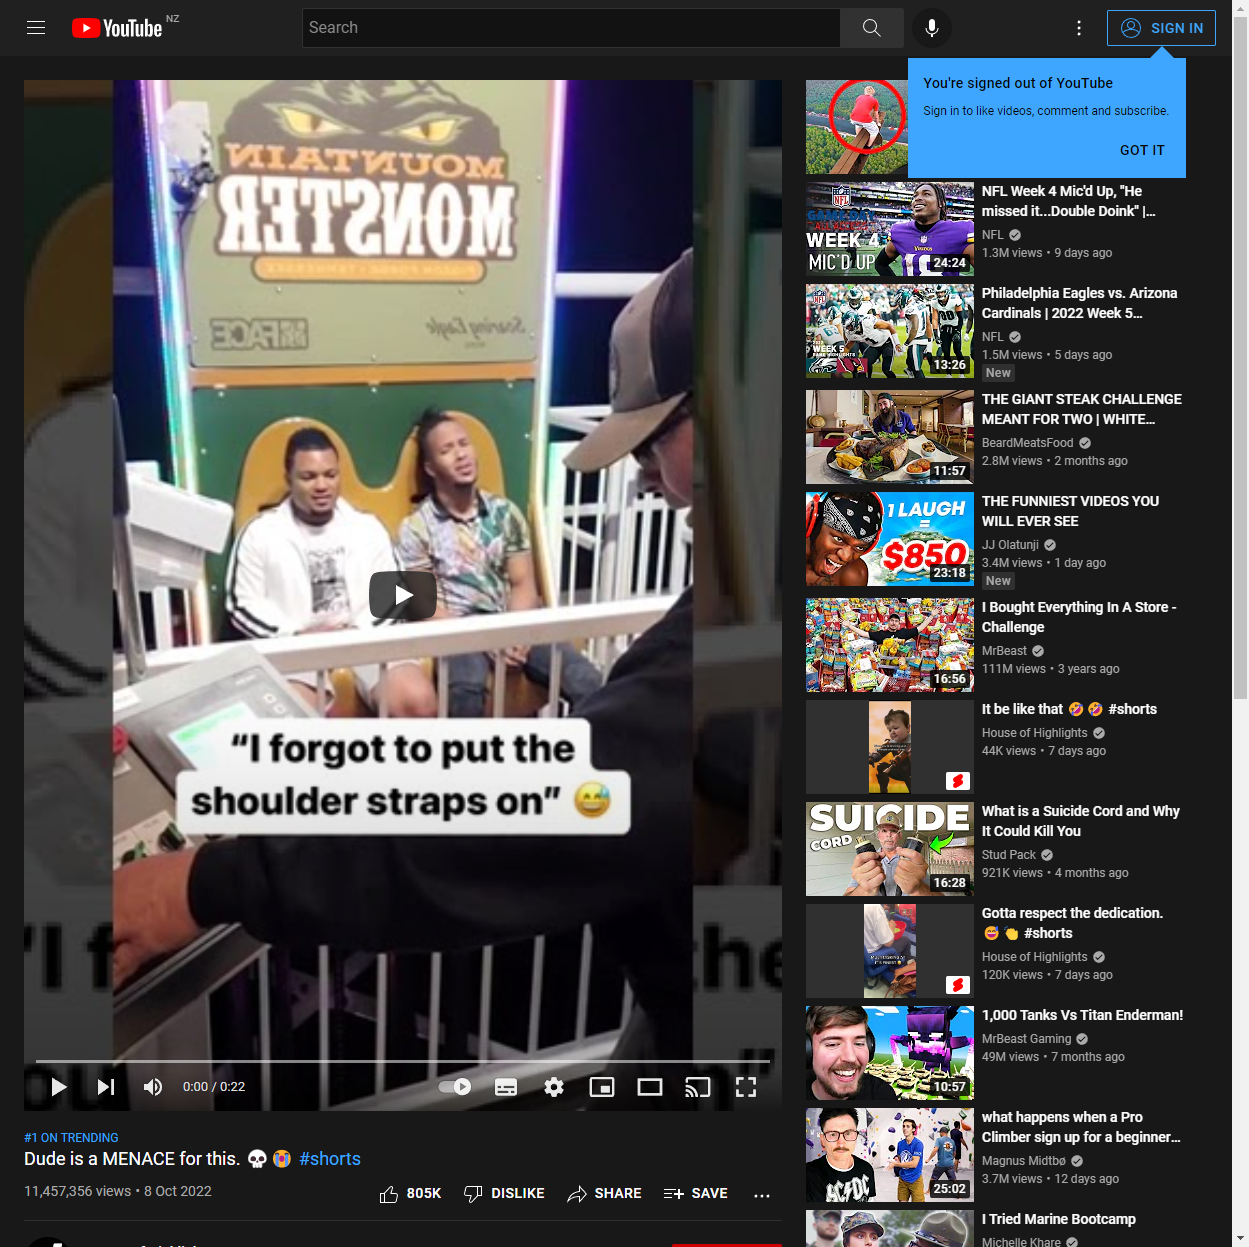 YouTube NZ
Search
SIGN IN
You're signed out of YouTube
Sign in to like videos, comment and subscribe.
GOT IT
MOUNTAIN
MONSTER
"I forgot to put the
shoulder straps on" 😅
0:00 / 0:22
#1 ON TRENDING
Dude is a MENACE for this. 💀😭 #shorts
11,457,356 views • 8 Oct 2022
805K
DISLIKE
SHARE
SAVE
NFL
WEEK 4
MIC'D UP
24:24
NFL Week 4 Mic'd Up, "He
missed it...Double Doink" |...
NFL
1.3M views • 9 days ago
WEEK 5
13:26
Philadelphia Eagles vs. Arizona
Cardinals | 2022 Week 5...
NFL
1.5M views • 5 days ago
New
11:57
THE GIANT STEAK CHALLENGE
MEANT FOR TWO | WHITE...
BeardMeatsFood
2.8M views • 2 months ago
1 LAUGH
=
$850
23:18
THE FUNNIEST VIDEOS YOU
WILL EVER SEE
JJ Olatunji
3.4M views • 1 day ago
New
16:56
I Bought Everything In A Store -
Challenge
MrBeast
111M views • 3 years ago
It be like that 🤣 🤣 #shorts
House of Highlights
44K views • 7 days ago
SUICIDE
CORD
16:28
What is a Suicide Cord and Why
It Could Kill You
Stud Pack
921K views • 4 months ago
Gotta respect the dedication.
😅 👏 #shorts
House of Highlights
120K views • 7 days ago
10:57
1,000 Tanks Vs Titan Enderman!
MrBeast Gaming
49M views • 7 months ago
25:02
what happens when a Pro
Climber sign up for a beginner...
Magnus Midtbø
3.7M views • 12 days ago
I Tried Marine Bootcamp
Michelle Khare